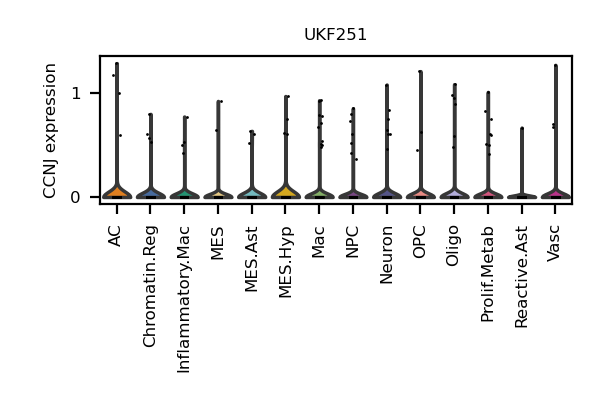 UKF251
CCNJ expression
1
0
AC
Chromatin.Reg
Inflammatory.Mac
MES
MES.Ast
MES.Hyp
Mac
NPC
Neuron
OPC
Oligo
Prolif.Metab
Reactive.Ast
Vasc